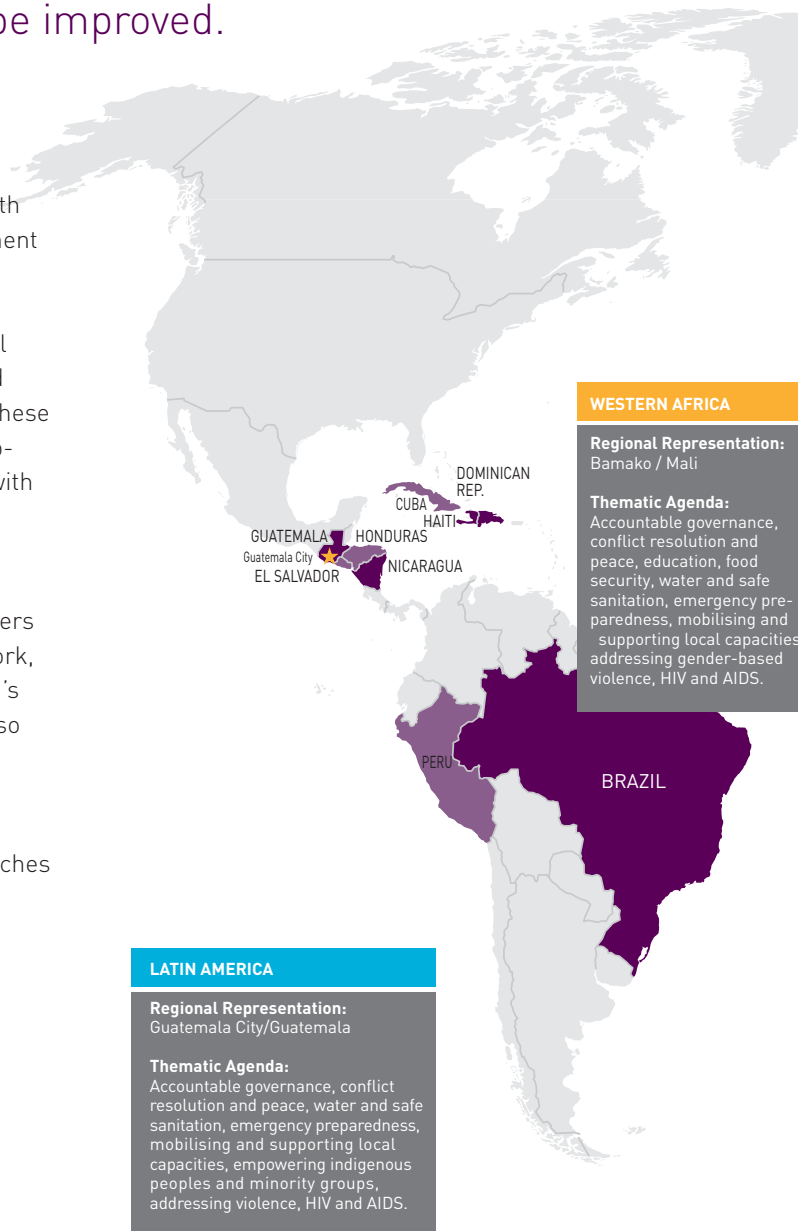 be improved.
th
ent
l
hese
o-
with
ers
ork,
's
so
ches
WESTERN AFRICA
Regional Representation:
Bamako / Mali
Thematic Agenda:
Accountable governance,
conflict resolution and
peace, education, food
security, water and safe
sanitation, emergency pre-
paredness, mobilising and
supporting local capacities
addressing gender-based
violence, HIV and AIDS.
DOMINICAN
REP.
CUBA
HAITI
GUATEMALA
HONDURAS
Guatemala City
NICARAGUA
EL SALVADOR
PERU
BRAZIL
LATIN AMERICA
Regional Representation:
Guatemala City/Guatemala
Thematic Agenda:
Accountable governance, conflict
resolution and peace, water and safe
sanitation, emergency preparedness,
mobilising and supporting local
capacities, empowering indigenous
peoples and minority groups,
addressing violence, HIV and AIDS.